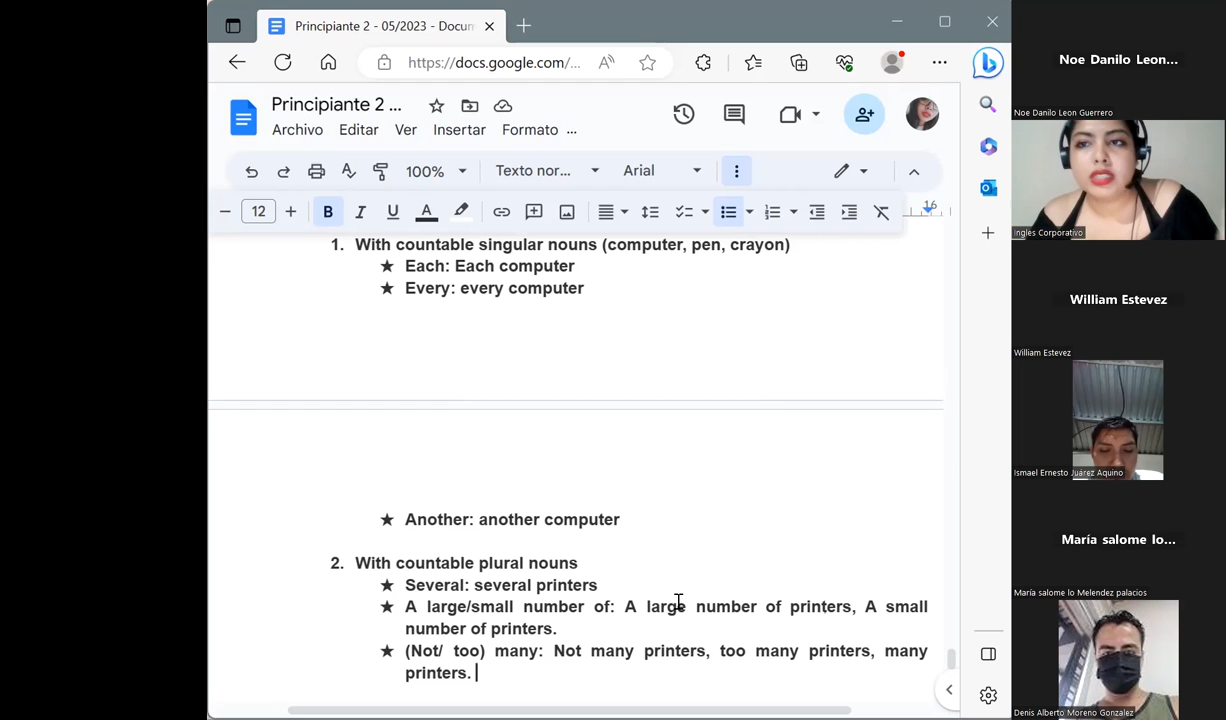 Principiante 2 - 05/2023 - Docum
https://docs.google.com/...
Principiante 2 ...
Archivo Editar Ver Insertar Formato ...
100% Texto nor... Arial
12
16
1. With countable singular nouns (computer, pen, crayon)
★ Each: Each computer
★ Every: every computer
★ Another: another computer
2. With countable plural nouns
★ Several: several printers
★ A large/small number of: A large number of printers, A small
number of printers.
★ (Not/ too) many: Not many printers, too many printers, many
printers.
Noe Danilo Leon...
Noe Danilo Leon Guerrero
Ingles Corporativo
William Estevez
William Estevez
Ismael Ernesto Juárez Aquino
María salome lo...
María salome lo Melendez palacios
Denis Alberto Moreno Gonzalez